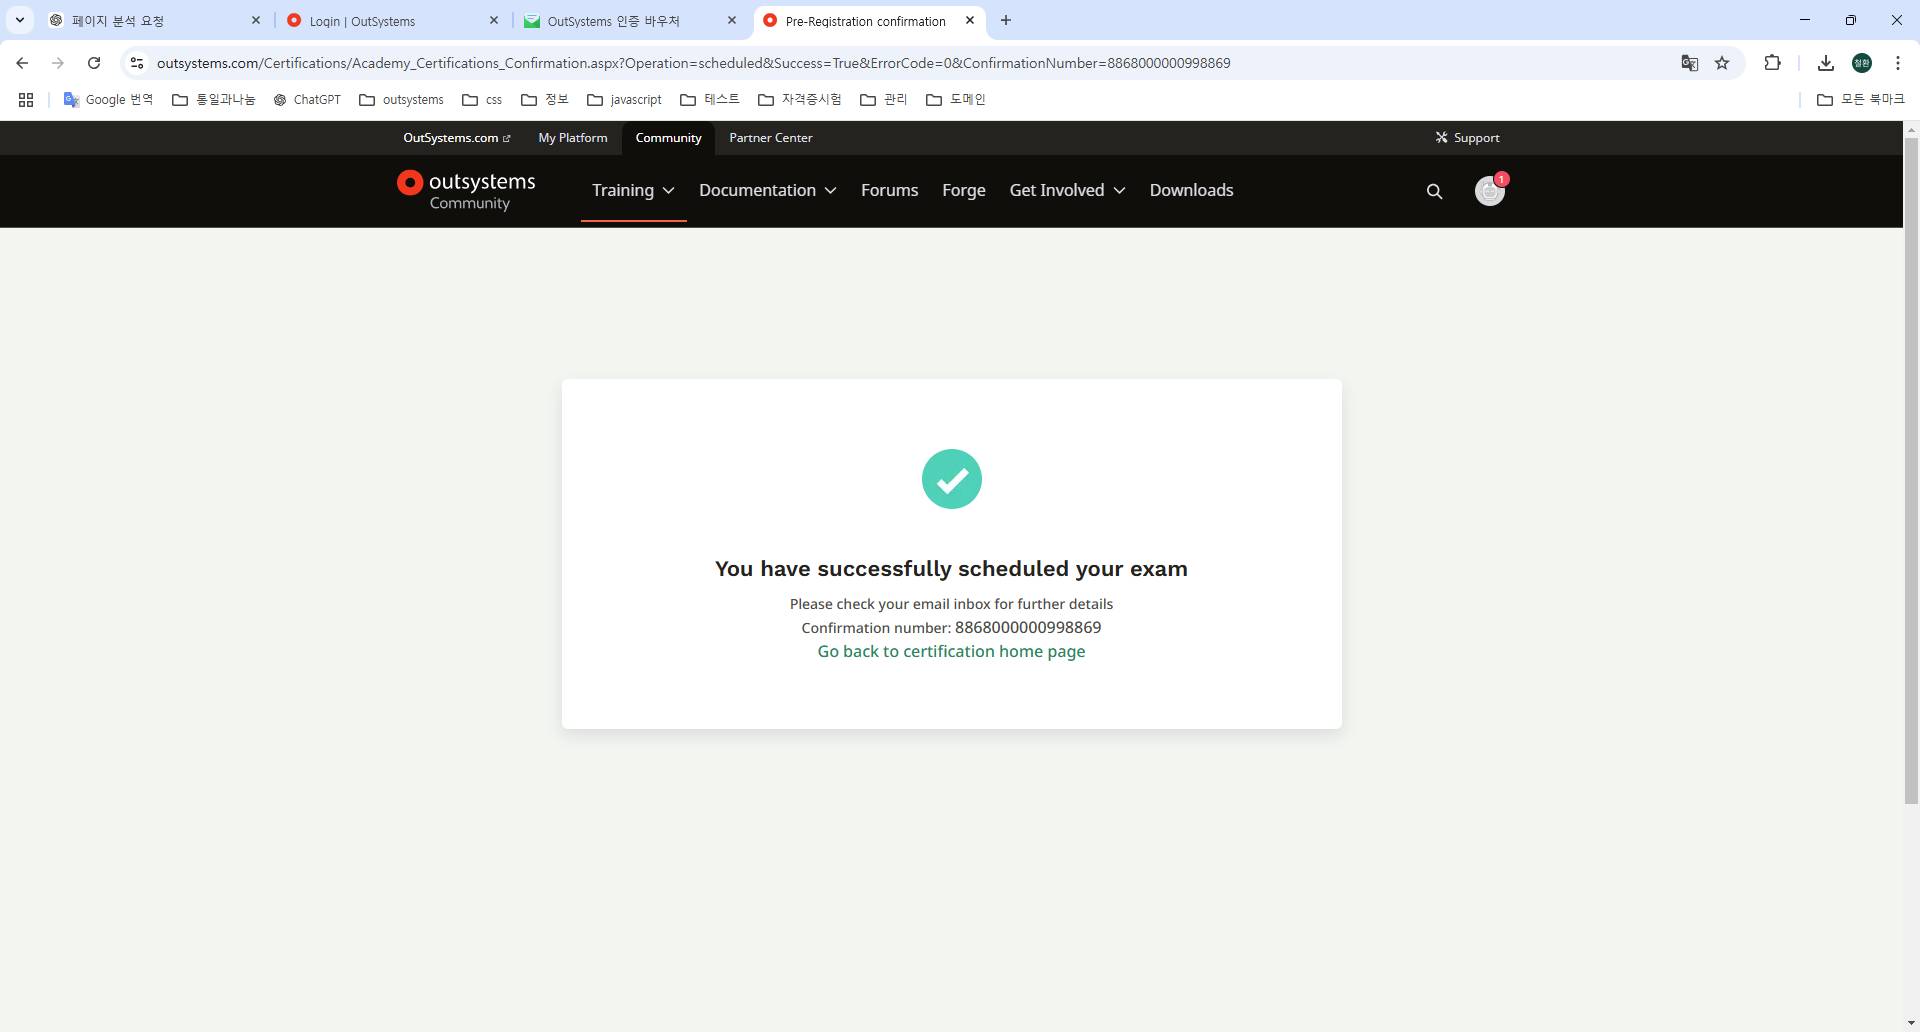 페이지 분석 요청
Login | OutSystems
OutSystems 인증 바우처
Pre-Registration confirmation
outsystems.com/Certifications/Academy_Certifications_Confirmation.aspx?Operation=scheduled&Success=True&ErrorCode=0&ConfirmationNumber=8868000000998869
철환
Google 번역
통일과나눔
ChatGPT
outsystems
css
정보
javascript
테스트
자격증시험
관리
도메인
모든 북마크
OutSystems.com
My Platform
Community
Partner Center
Support
outsystems
Community
Training
Documentation
Forums
Forge
Get Involved
Downloads
1
You have successfully scheduled your exam
Please check your email inbox for further details
Confirmation number: 8868000000998869
Go back to certification home page